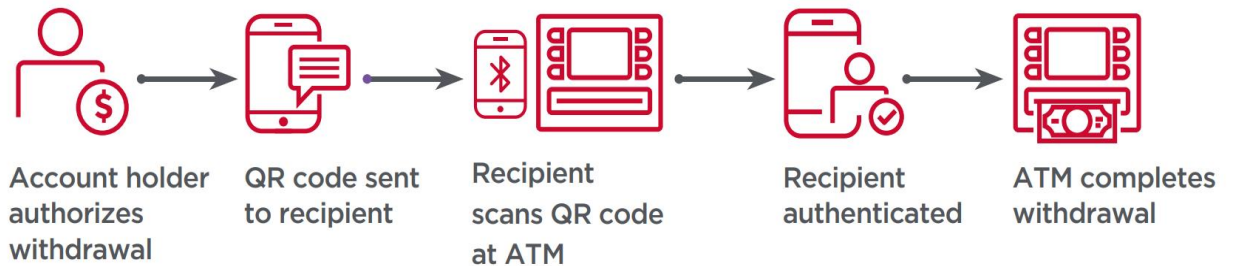 $
Account holder
authorizes
withdrawal
QR code sent
to recipient
Recipient
scans QR code
at ATM
Recipient
authenticated
ATM completes
withdrawal